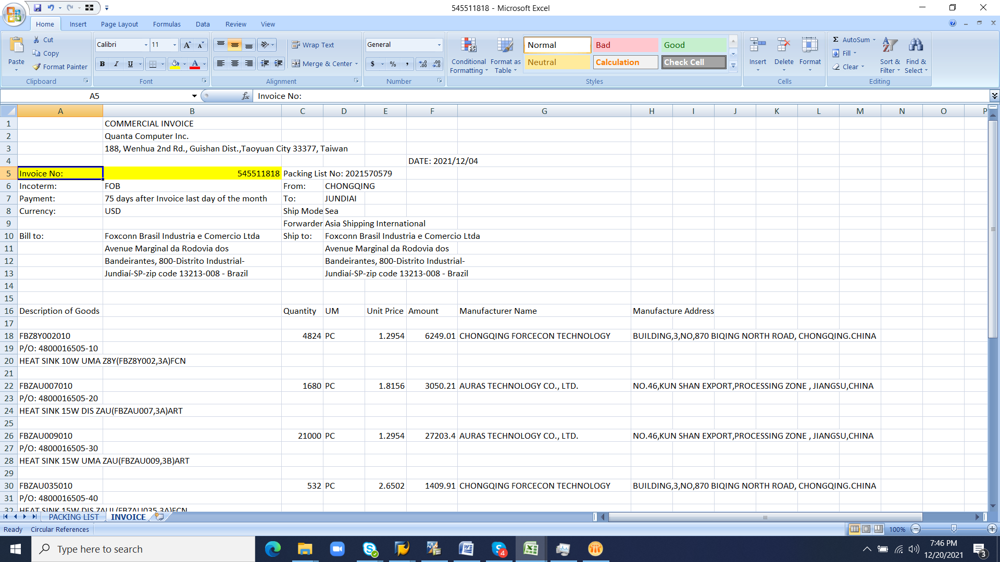 545511818 - Microsoft Excel
Home Insert Page Layout Formulas Data Review View
Paste Cut Copy Format Painter Clipboard
Calibri 11 B I U A A A Font
Wrap Text Merge & Center Alignment
General $ % , .00 .00 Number
Conditional Formatting Format as Table Normal Bad Good Neutral Calculation Check Cell Styles
Insert Delete Format Cells
Σ AutoSum Fill Clear Sort & Filter Find & Select Editing
A5 fx Invoice No:
A B C D E F G H I J K L M N O P
1 COMMERCIAL INVOICE
2 Quanta Computer Inc.
3 188, Wenhua 2nd Rd., Guishan Dist.,Taoyuan City 33377, Taiwan
4 DATE: 2021/12/04
5 Invoice No: 545511818 Packing List No: 2021570579
6 Incoterm: FOB From: CHONGQING
7 Payment: 75 days after Invoice last day of the month To: JUNDIAI
8 Currency: USD Ship Mode Sea
9 Forwarder Asia Shipping International
10 Bill to: Foxconn Brasil Industria e Comercio Ltda Ship to: Foxconn Brasil Industria e Comercio Ltda
11 Avenue Marginal da Rodovia dos Avenue Marginal da Rodovia dos
12 Bandeirantes, 800-Distrito Industrial- Bandeirantes, 800-Distrito Industrial-
13 Jundiaí-SP-zip code 13213-008 - Brazil Jundiaí-SP-zip code 13213-008 - Brazil
14
15
16 Description of Goods Quantity UM Unit Price Amount Manufacturer Name Manufacture Address
17
18 FBZ8Y002010 4824 PC 1.2954 6249.01 CHONGQING FORCECON TECHNOLOGY BUILDING,3,NO,870 BIQING NORTH ROAD, CHONGQING.CHINA
19 P/O: 4800016505-10
20 HEAT SINK 10W UMA Z8Y(FBZ8Y002,3A)FCN
21
22 FBZAU007010 1680 PC 1.8156 3050.21 AURAS TECHNOLOGY CO., LTD. NO.46,KUN SHAN EXPORT,PROCESSING ZONE , JIANGSU,CHINA
23 P/O: 4800016505-20
24 HEAT SINK 15W DIS ZAU(FBZAU007,3A)ART
25
26 FBZAU009010 21000 PC 1.2954 27203.4 AURAS TECHNOLOGY CO., LTD. NO.46,KUN SHAN EXPORT,PROCESSING ZONE , JIANGSU,CHINA
27 P/O: 4800016505-30
28 HEAT SINK 15W UMA ZAU(FBZAU009,3B)ART
29
30 FBZAU035010 532 PC 2.6502 1409.91 CHONGQING FORCECON TECHNOLOGY BUILDING,3,NO,870 BIQING NORTH ROAD, CHONGQING.CHINA
31 P/O: 4800016505-40
32 HEAT SINK 15W DIS ZAUI(FBZAU035,3A)FCN
PACKING LIST INVOICE
Ready Circular References 100%
Type here to search 4 7:46 PM
12/20/2021 3